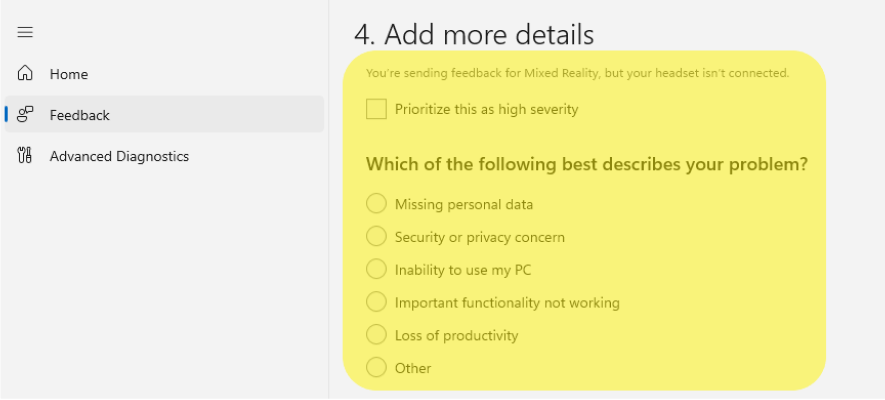 Home
Feedback
Advanced Diagnostics
4. Add more details
You're sending feedback for Mixed Reality, but your headset isn't connected.
Prioritize this as high severity
Which of the following best describes your problem?
Missing personal data
Security or privacy concern
Inability to use my PC
Important functionality not working
Loss of productivity
Other